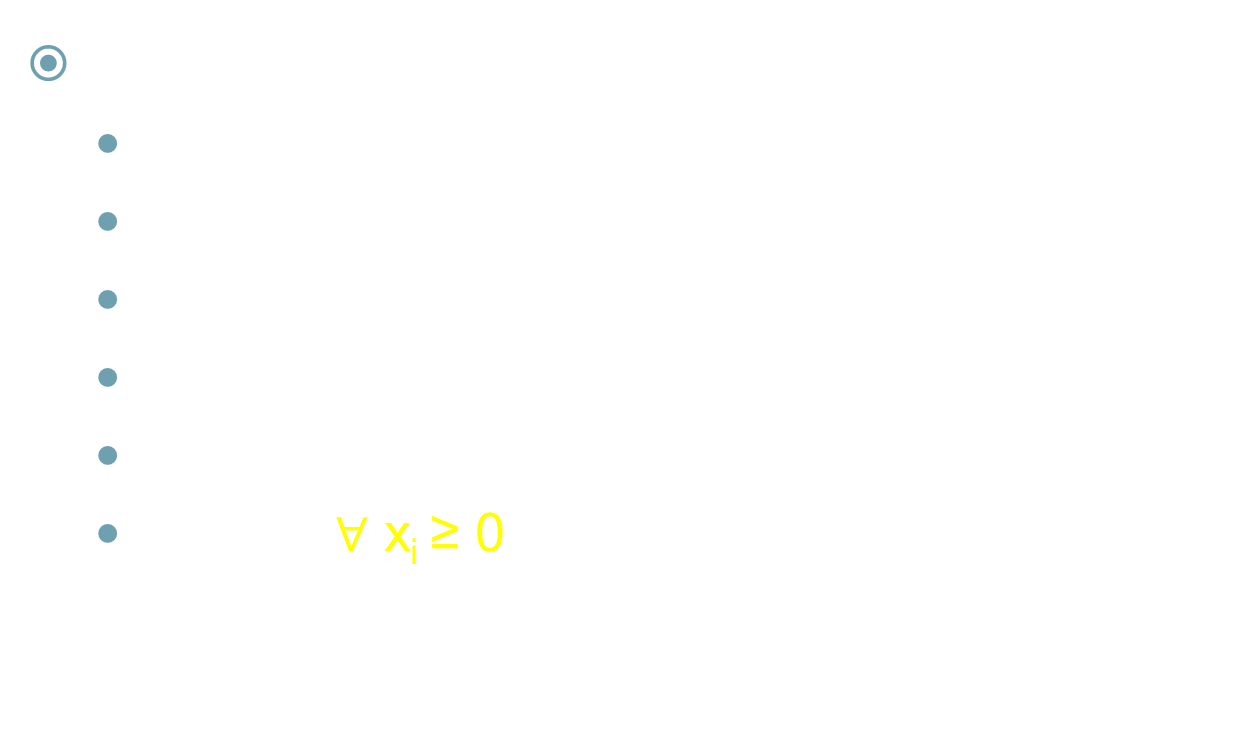 ∀ xᵢ ≥ 0